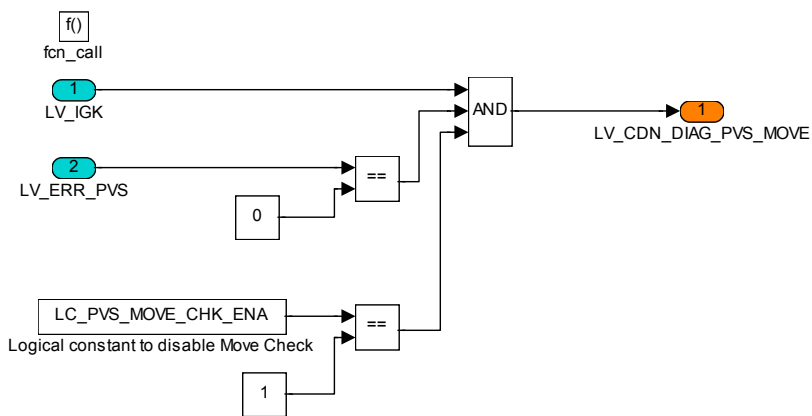 f()
fcn_call
1
LV_IGK
AND
1
LV_CDN_DIAG_PVS_MOVE
2
LV_ERR_PVS
==
0
LC_PVS_MOVE_CHK_ENA
==
Logical constant to disable Move Check
1